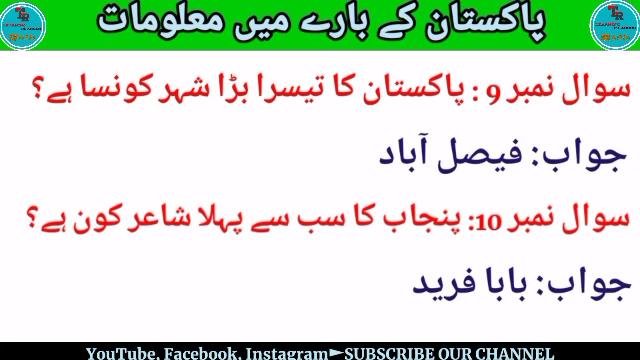 پاکستان کے بارے میں معلومات
سوال نمبر 9 : پاکستان کا تیسرا بڑا شہر کونسا ہے؟
جواب: فیصل آباد
سوال نمبر 10: پنجاب کا سب سے پہلا شاعر کون ہے؟
جواب: بابا فرید
YouTube, Facebook, Instagram►SUBSCRIBE OUR CHANNEL